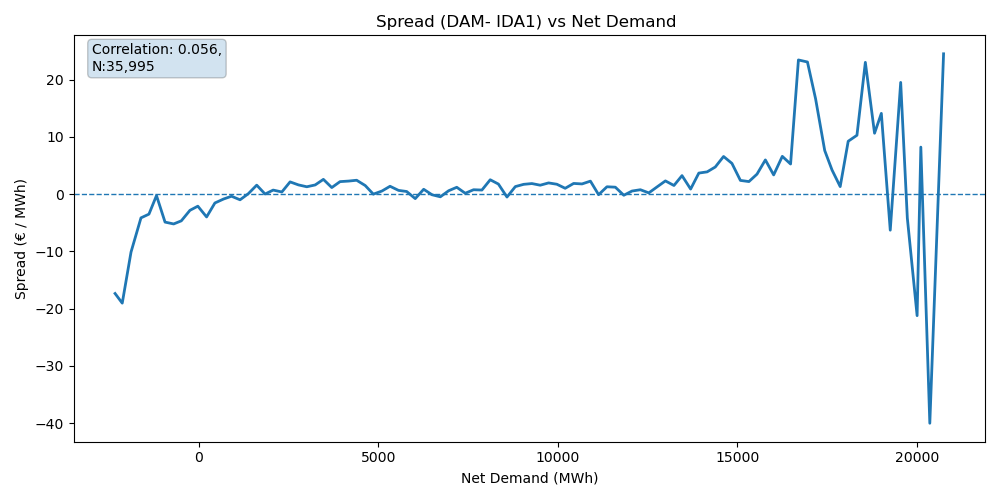 Spread (DAM- IDA1) vs Net Demand
Correlation: 0.056,
N:35,995
Spread (€ / MWh)
20
10
0
−10
−20
−30
−40
0
5000
10000
15000
20000
Net Demand (MWh)